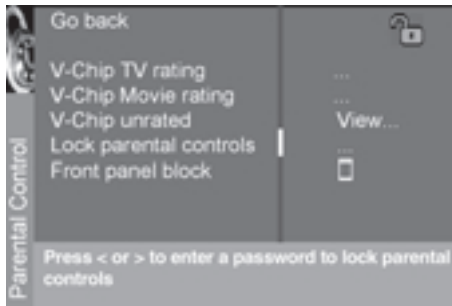 Go back
V-Chip TV rating ...
V-Chip Movie rating ...
V-Chip unrated View...
Lock parental controls ...
Front panel block
Parental Control
Press < or > to enter a password to lock parental
controls